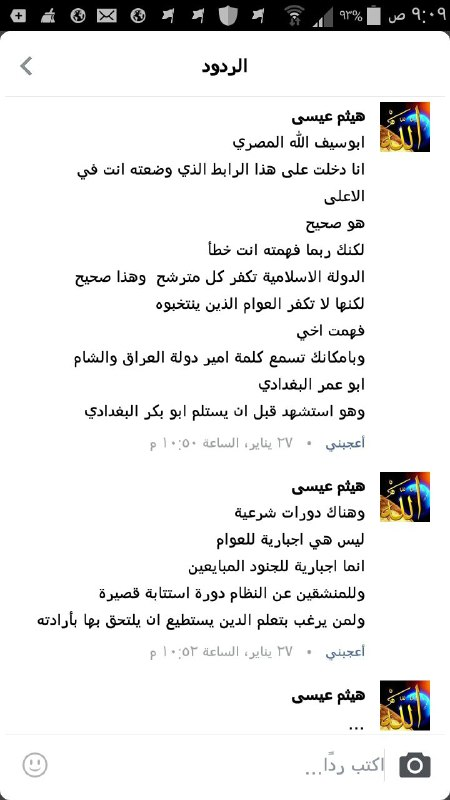 ٩:٠٩ ص ٩٣%
الردود
هيثم عيسى
ابوسيف الله المصري
انا دخلت على هذا الرابط الذي وضعته انت في
الاعلى
هو صحيح
لكنك ربما فهمته انت خطأ
الدولة الاسلامية تكفر كل مترشح وهذا صحيح
لكنها لا تكفر العوام الذين ينتخبوه
فهمت اخي
وبامكانك تسمع كلمة امير دولة العراق والشام
ابو عمر البغدادي
وهو استشهد قبل ان يستلم ابو بكر البغدادي
أعجبني • ٢٧ يناير، الساعة ١٠:٥٠ م
هيثم عيسى
وهناك دورات شرعية
ليس هي اجبارية للعوام
انما اجبارية للجنود المبايعين
وللمنشقين عن النظام دورة استتابة قصيرة
ولمن يرغب بتعلم الدين يستطيع ان يلتحق بها بأرادته
أعجبني • ٢٧ يناير، الساعة ١٠:٥٢ م
هيثم عيسى
...
اكتب ردًا...